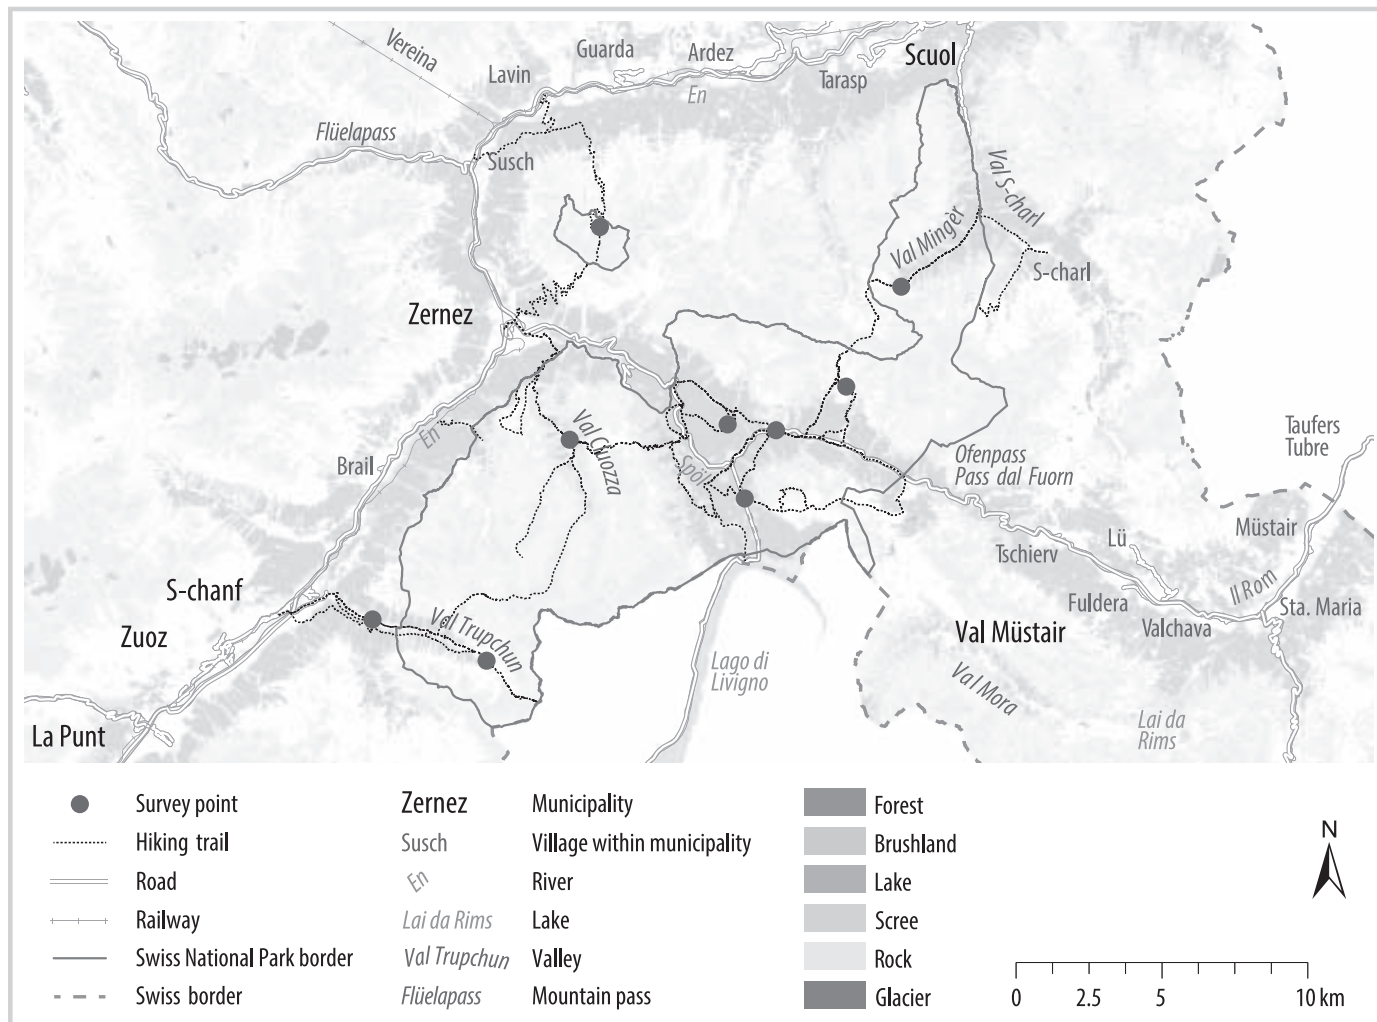 Vereina
Guarda
Ardez
Scuol
Lavin
Tarasp
En
Flüelapass
Susch
Val S-charl
Val Mingèr
S-charl
Zernez
En
Val Cluozza
Brail
Spöl
Ofenpass
Pass dal Fuorn
Taufers
Tubre
Müstair
Lü
Tschierv
S-chanf
Il Rom
Fuldera
Sta. Maria
Zuoz
Val Trupchun
Val Müstair
Valchava
Lago di
Livigno
Val Mora
La Punt
Lai da
Rims
Survey point
Zernez
Municipality
Forest
Hiking trail
Susch
Village within municipality
Brushland
Road
En
River
Lake
Railway
Lai da Rims
Lake
Scree
Swiss National Park border
Val Trupchun
Valley
Rock
Swiss border
Flüelapass
Mountain pass
Glacier
N
0 2.5 5 10 km